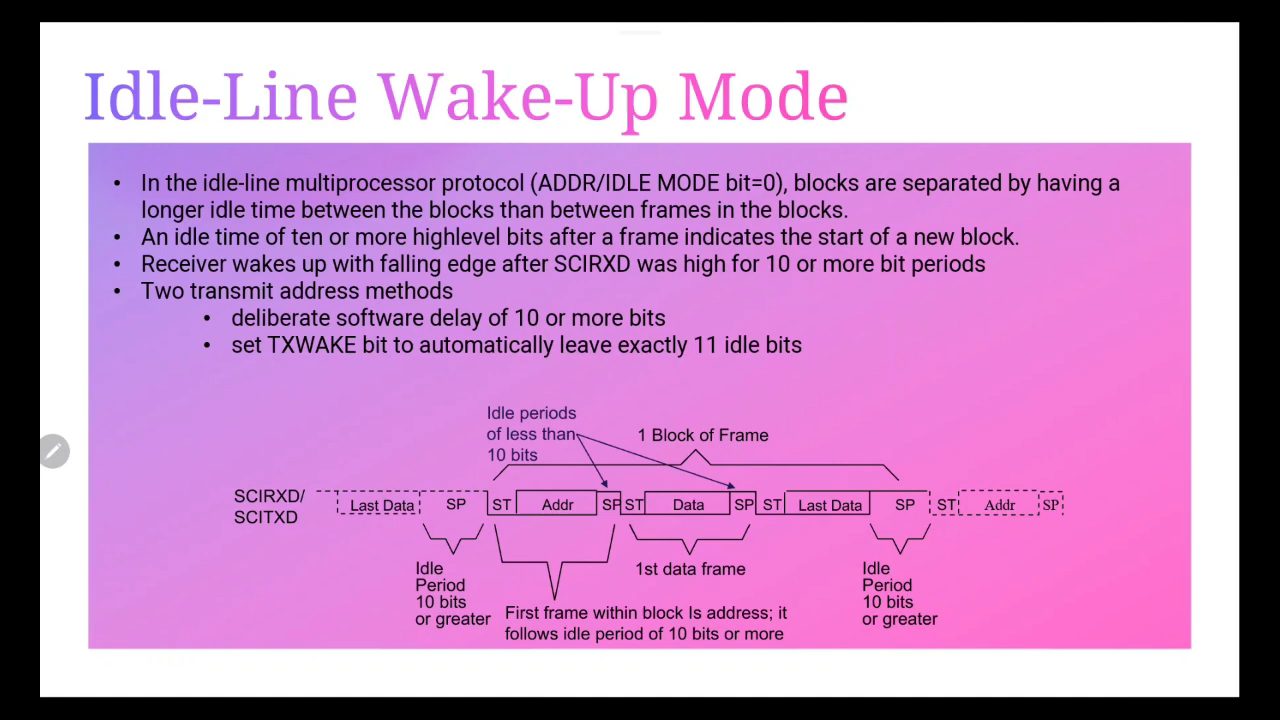 Idle-Line Wake-Up Mode
• In the idle-line multiprocessor protocol (ADDR/IDLE MODE bit=0), blocks are separated by having a
longer idle time between the blocks than between frames in the blocks.
• An idle time of ten or more highlevel bits after a frame indicates the start of a new block.
• Receiver wakes up with falling edge after SCIRXD was high for 10 or more bit periods
• Two transmit address methods
• deliberate software delay of 10 or more bits
• set TXWAKE bit to automatically leave exactly 11 idle bits
Idle periods
of less than
10 bits
1 Block of Frame
SCIRXD/
SCITXD
Last Data SP ST Addr SP ST Data SP ST Last Data SP ST Addr SP
Idle
Period
10 bits
or greater
First frame within block Is address; it
follows idle period of 10 bits or more
1st data frame
Idle
Period
10 bits
or greater